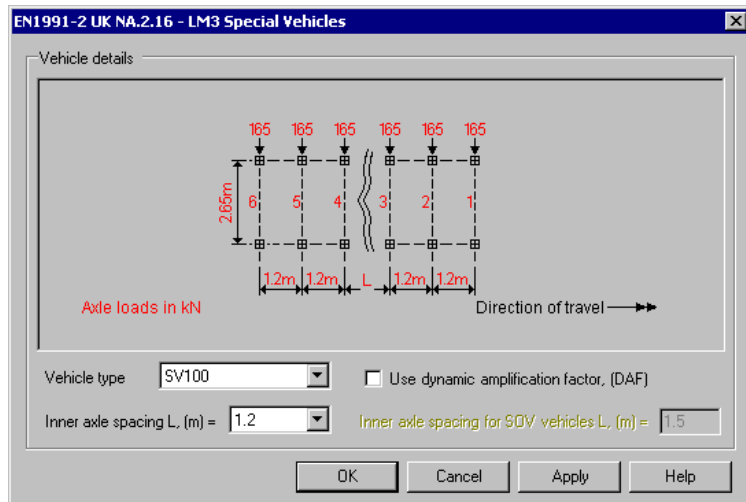 EN1991-2 UK NA.2.16 - LM3 Special Vehicles
Vehicle details
165 165 165 165 165 165
2.65m
6 5 4 3 2 1
1.2m 1.2m L 1.2m 1.2m
Axle loads in kN
Direction of travel
Vehicle type SV100
Use dynamic amplification factor, (DAF)
Inner axle spacing L, (m) = 1.2
Inner axle spacing for SOV vehicles L, (m) = 1.5
OK Cancel Apply Help